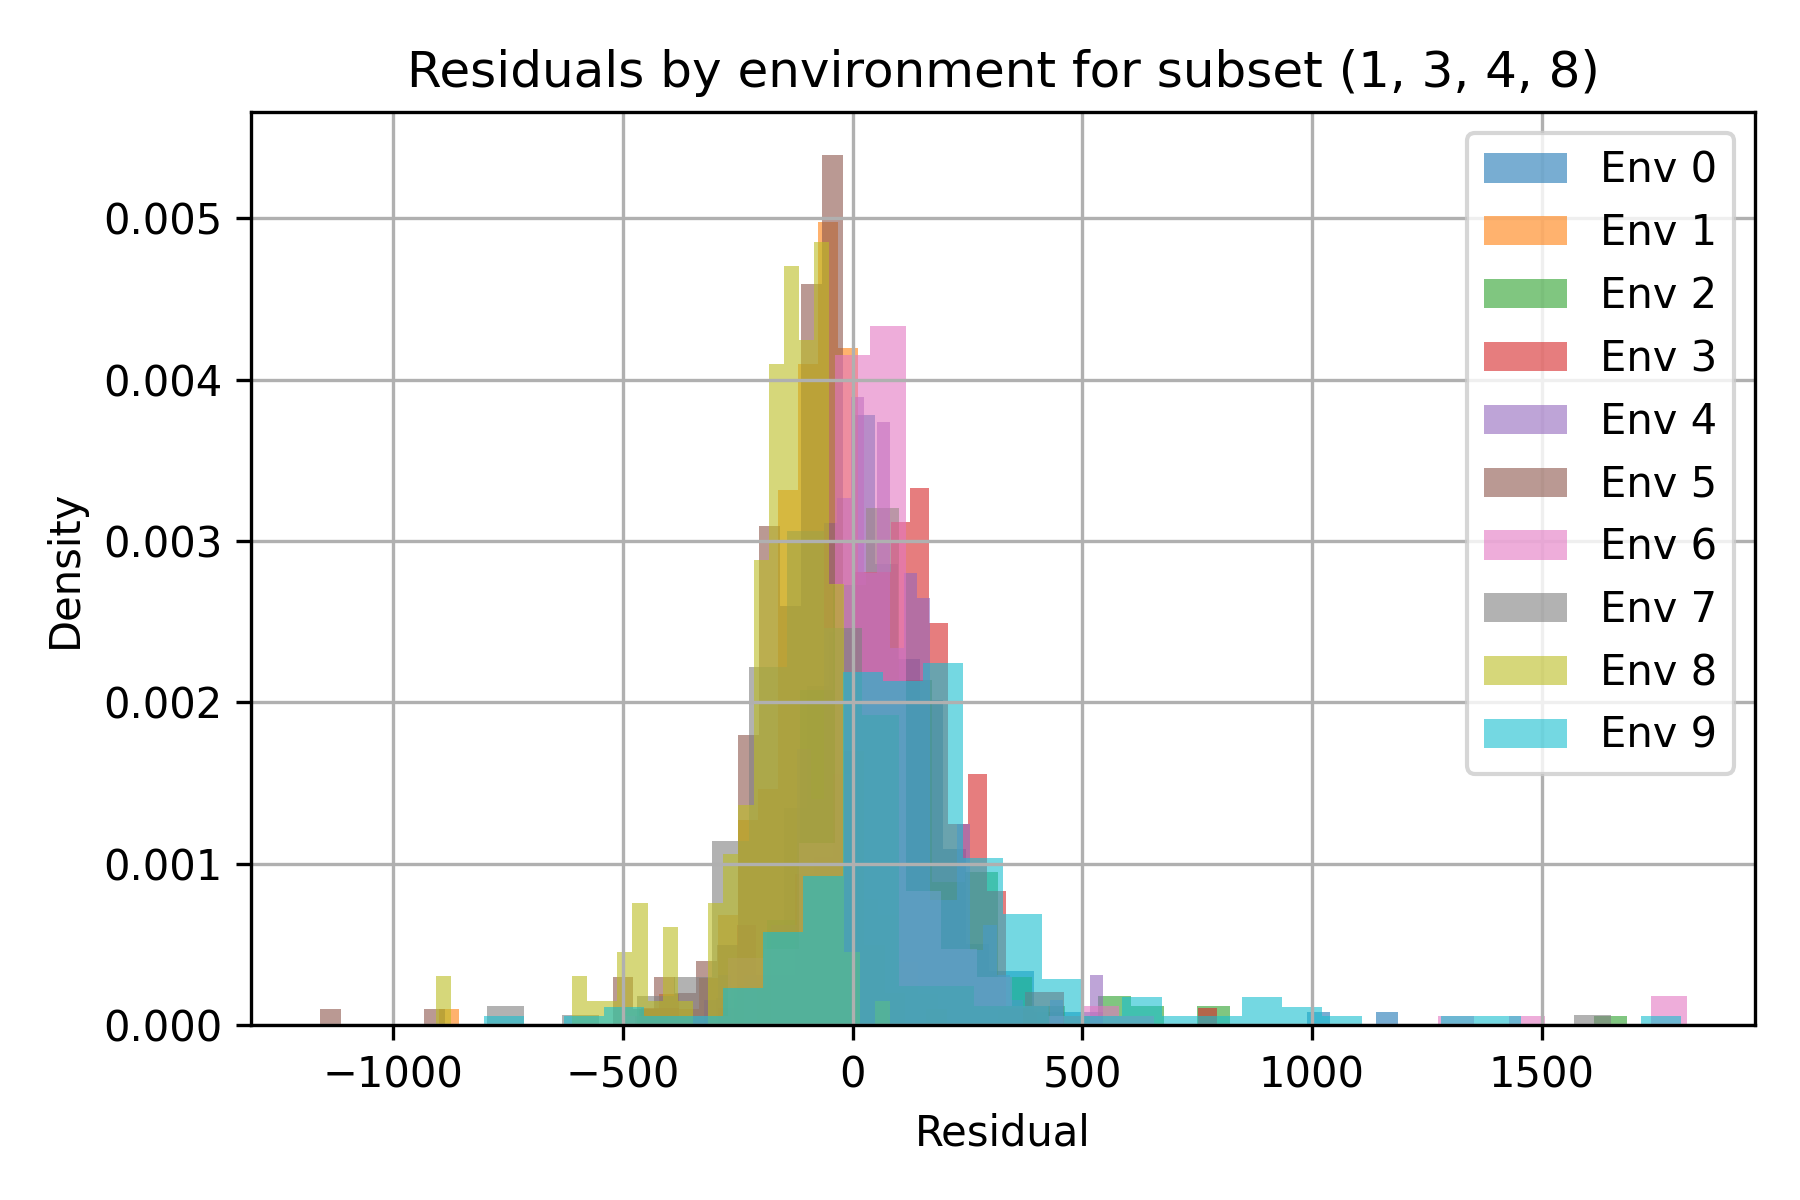 Residuals by environment for subset (1, 3, 4, 8)
Density
0.005
0.004
0.003
0.002
0.001
0.000
−1000
−500
0
500
1000
1500
Residual
Env 0
Env 1
Env 2
Env 3
Env 4
Env 5
Env 6
Env 7
Env 8
Env 9